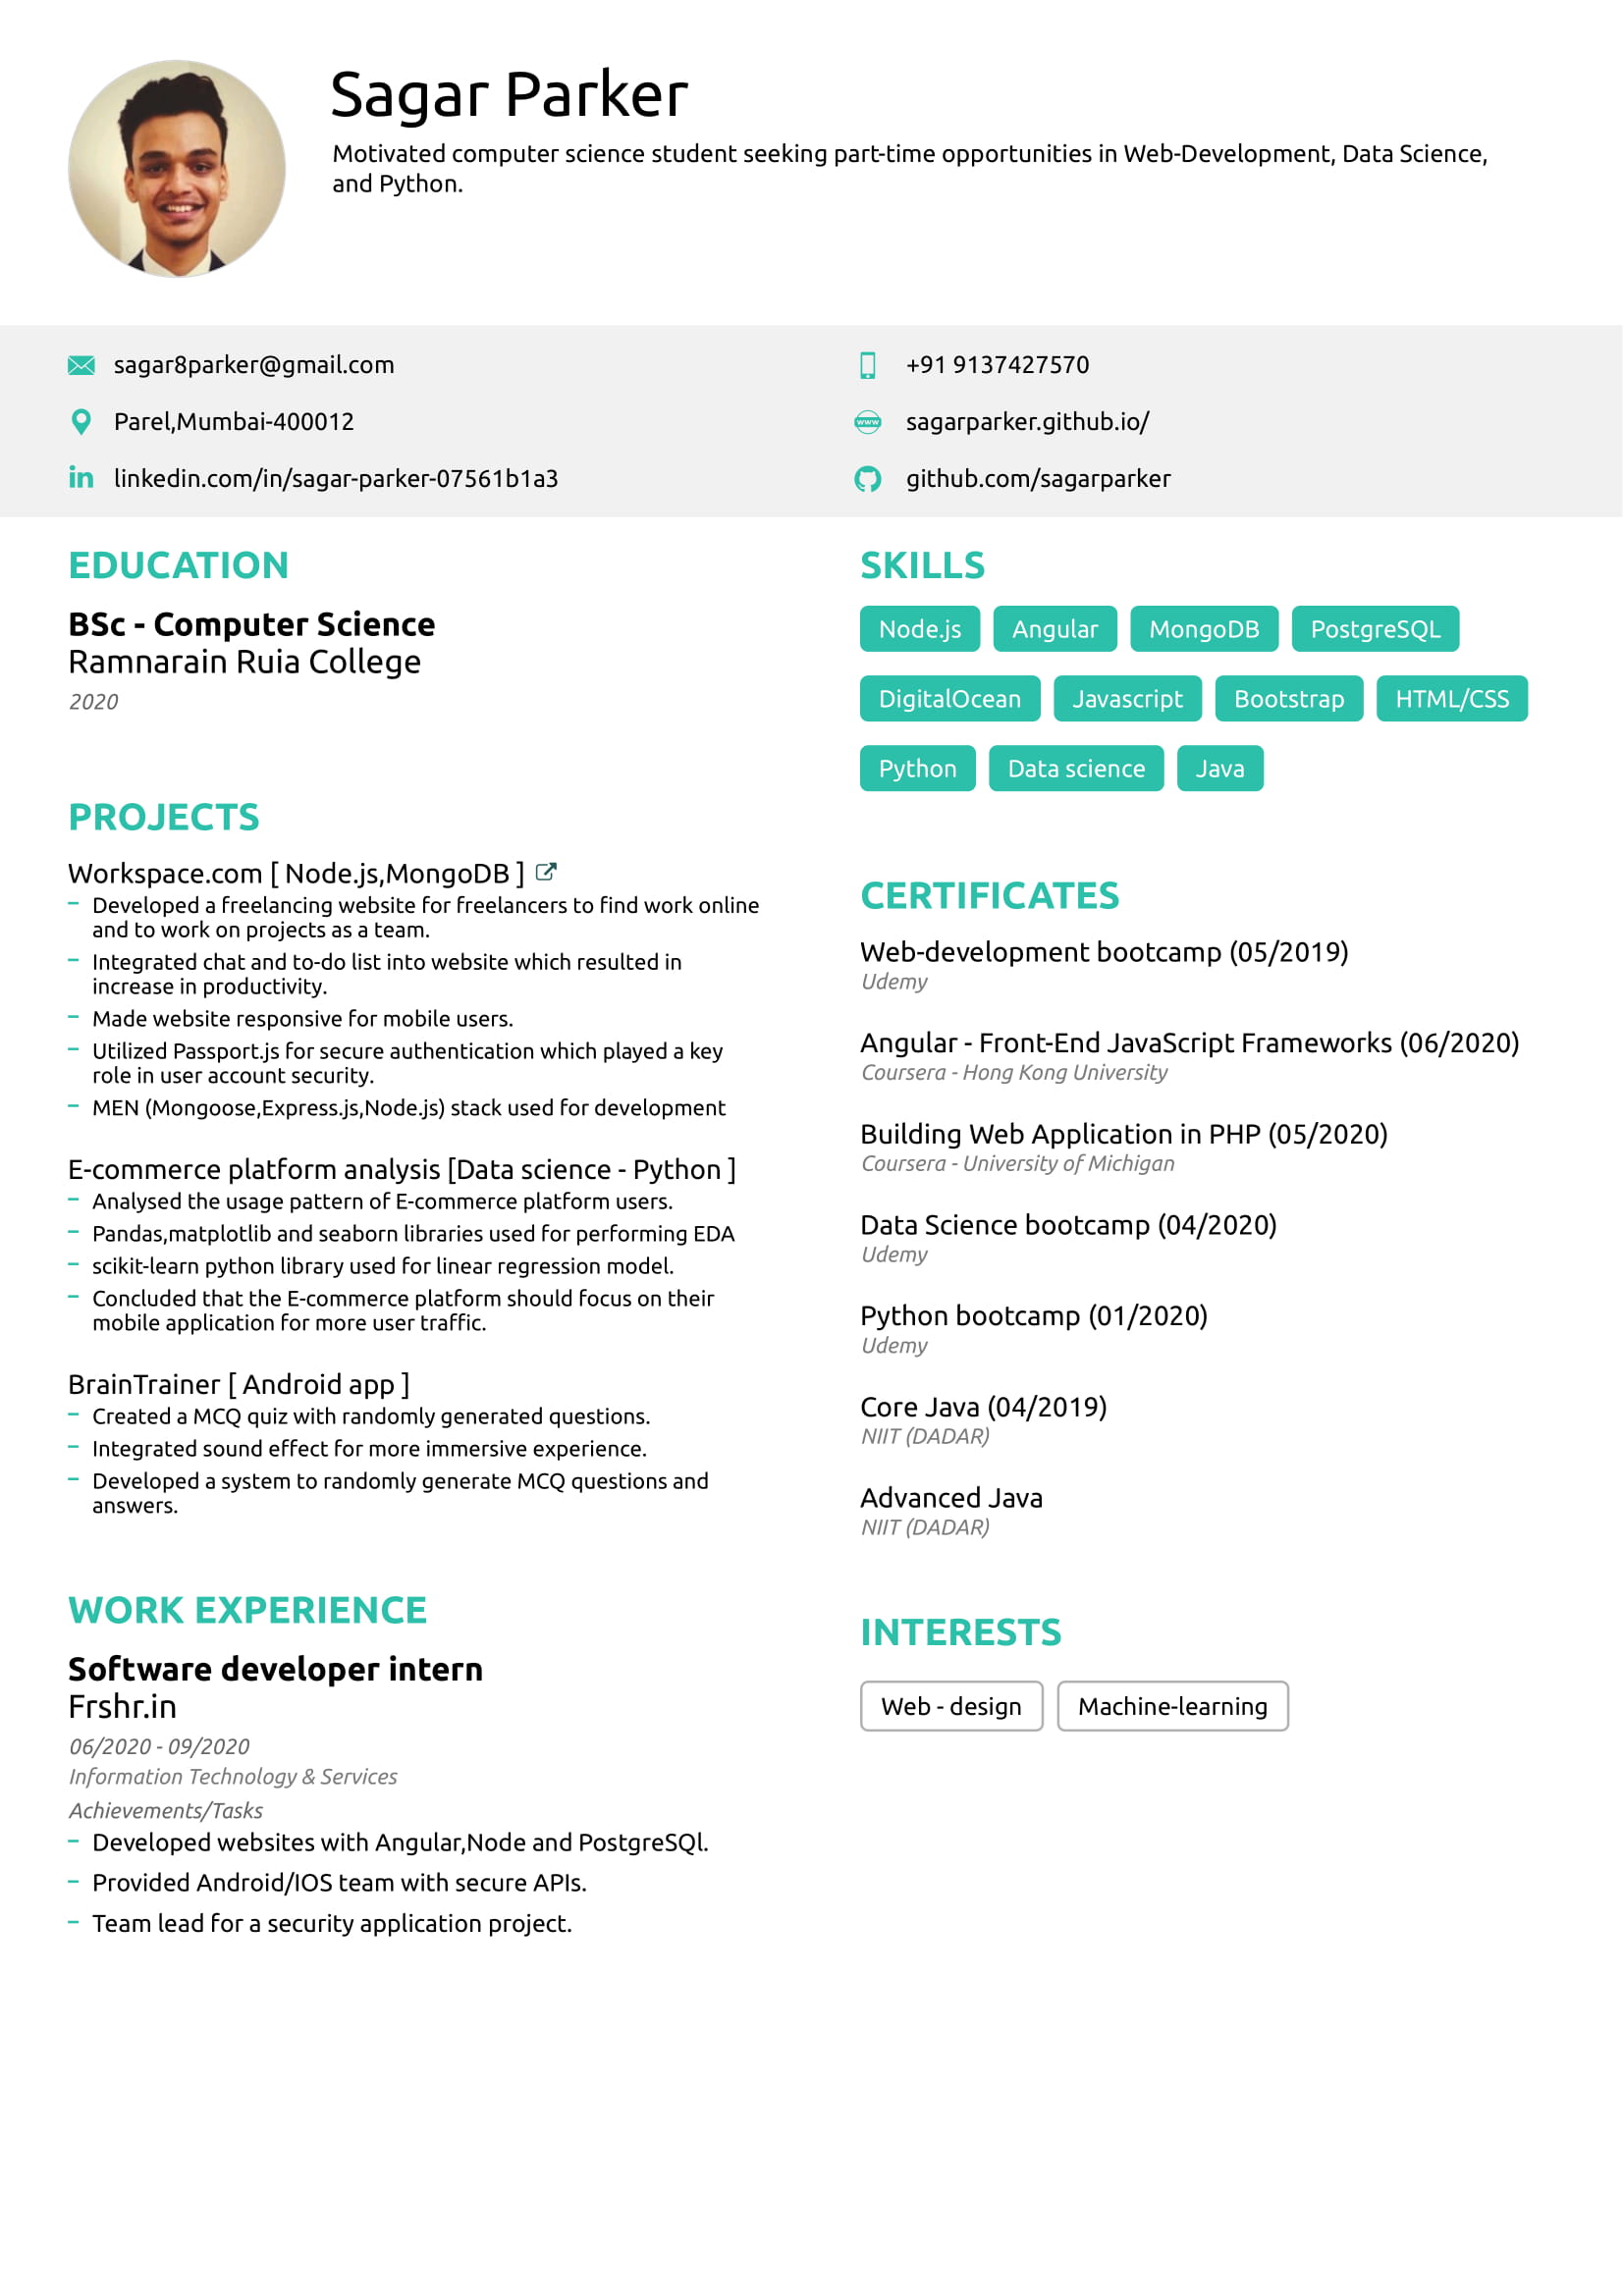 Sagar Parker
Motivated computer science student seeking part-time opportunities in Web-Development, Data Science,
and Python.
sagar8parker@gmail.com
+91 9137427570
Parel,Mumbai-400012
www
sagarparker.github.io/
in
linkedin.com/in/sagar-parker-07561b1a3
github.com/sagarparker
EDUCATION
BSc - Computer Science
Ramnarain Ruia College
2020
PROJECTS
Workspace.com [ Node.js,MongoDB ]
Developed a freelancing website for freelancers to find work online
and to work on projects as a team.
Integrated chat and to-do list into website which resulted in
increase in productivity.
Made website responsive for mobile users.
Utilized Passport.js for secure authentication which played a key
role in user account security.
MEN (Mongoose,Express.js,Node.js) stack used for development
E-commerce platform analysis [Data science - Python ]
Analysed the usage pattern of E-commerce platform users.
Pandas,matplotlib and seaborn libraries used for performing EDA
scikit-learn python library used for linear regression model.
Concluded that the E-commerce platform should focus on their
mobile application for more user traffic.
BrainTrainer [ Android app ]
Created a MCQ quiz with randomly generated questions.
Integrated sound effect for more immersive experience.
Developed a system to randomly generate MCQ questions and
answers.
WORK EXPERIENCE
Software developer intern
Frshr.in
06/2020 - 09/2020
Information Technology & Services
Achievements/Tasks
Developed websites with Angular,Node and PostgreSQl.
Provided Android/IOS team with secure APIs.
Team lead for a security application project.
SKILLS
Node.js Angular MongoDB PostgreSQL
DigitalOcean Javascript Bootstrap HTML/CSS
Python Data science Java
CERTIFICATES
Web-development bootcamp (05/2019)
Udemy
Angular - Front-End JavaScript Frameworks (06/2020)
Coursera - Hong Kong University
Building Web Application in PHP (05/2020)
Coursera - University of Michigan
Data Science bootcamp (04/2020)
Udemy
Python bootcamp (01/2020)
Udemy
Core Java (04/2019)
NIIT (DADAR)
Advanced Java
NIIT (DADAR)
INTERESTS
Web - design Machine-learning